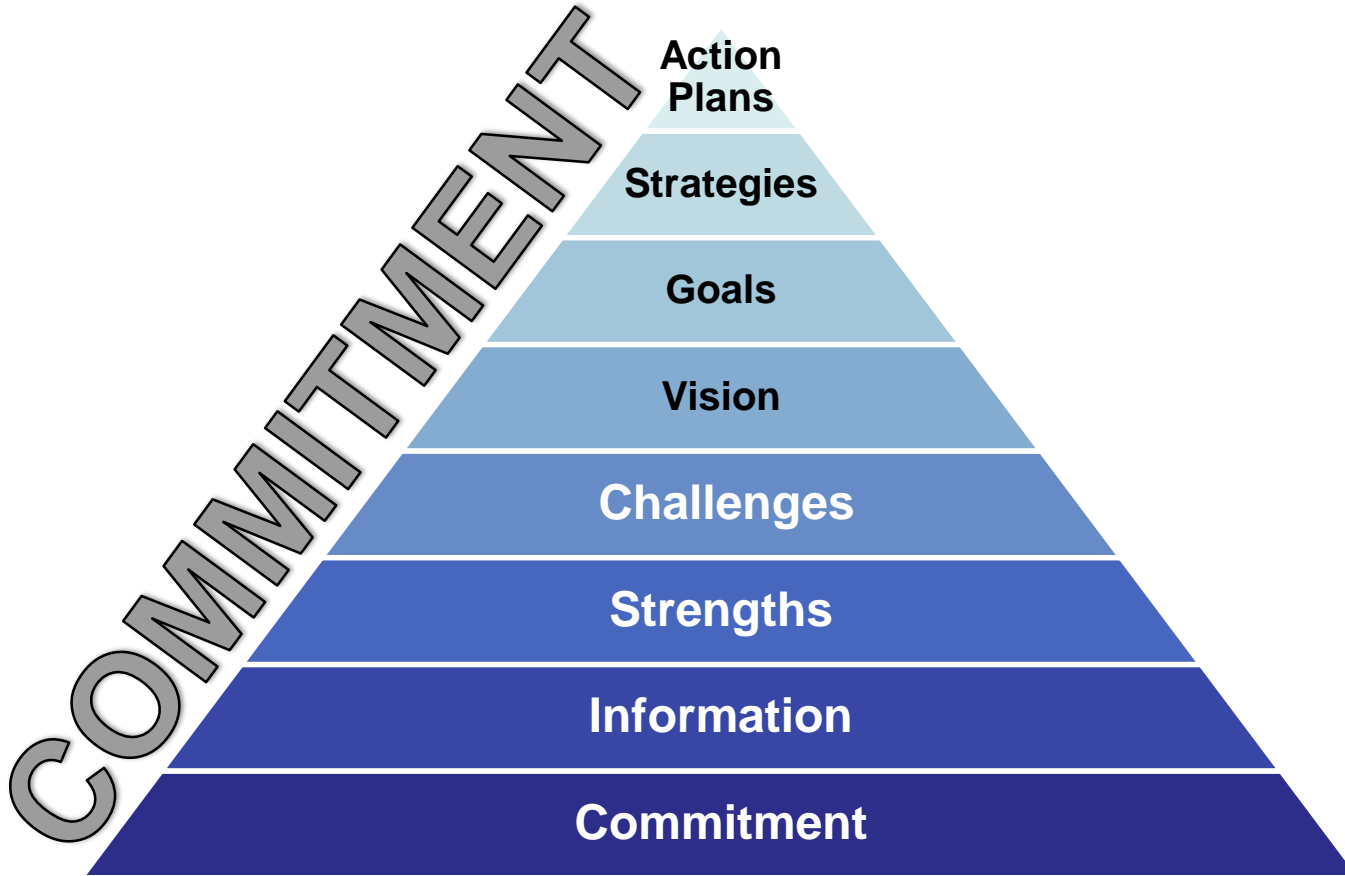 COMMITMENT
Action
Plans
Strategies
Goals
Vision
Challenges
Strengths
Information
Commitment